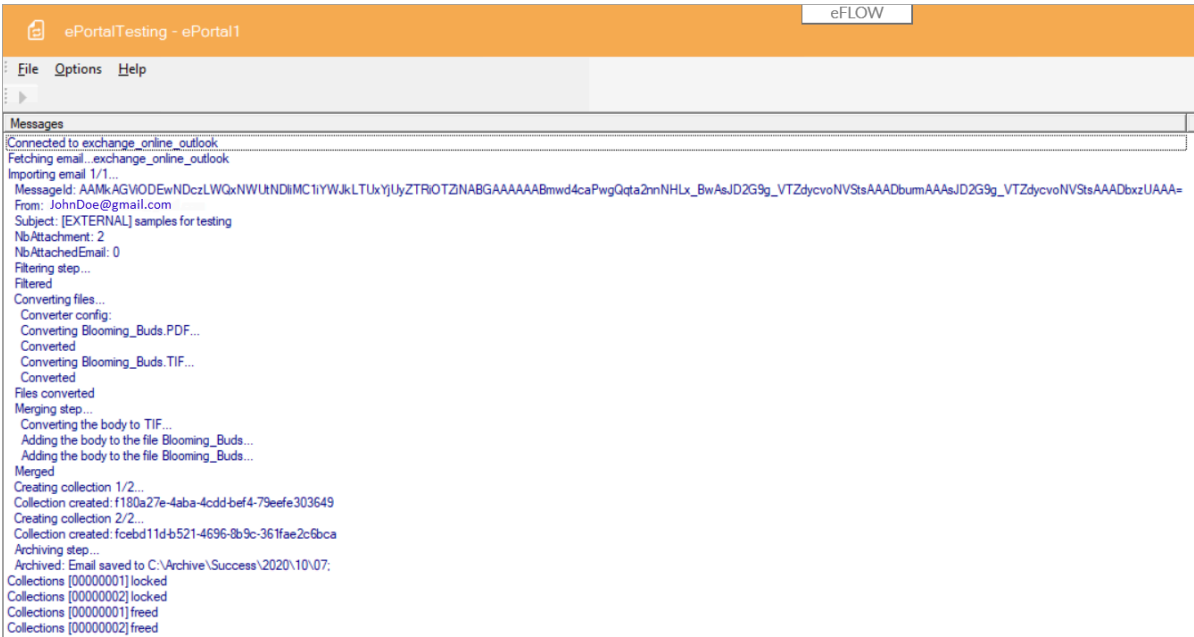 eFLOW
ePortalTesting - ePortal1
File Options Help
Messages
Connected to exchange_online_outlook
Fetching email...exchange_online_outlook
Importing email 1/1...
MessageId: AAMkAGViODEwNDczLWQxNWUtNDliMC1iYWJkLTUxYjUyZTRiOTZiNABGAAAAAABmwd4caPwgQqta2nnNHLx_BwAsJD2G9g_VTZdycvoNVStsAAADburmAAAsJD2G9g_VTZdycvoNVStsAAADbxzUAAA=
From: JohnDoe@gmail.com
Subject: [EXTERNAL] samples for testing
NbAttachment: 2
NbAttachedEmail: 0
Filtering step...
Filtered
Converting files...
Converter config:
Converting Blooming_Buds.PDF...
Converted
Converting Blooming_Buds.TIF...
Converted
Files converted
Merging step...
Converting the body to TIF...
Adding the body to the file Blooming_Buds...
Adding the body to the file Blooming_Buds...
Merged
Creating collection 1/2...
Collection created: f180a27e-4aba-4cdd-bef4-79eefe303649
Creating collection 2/2...
Collection created: fcebd11d-b521-4696-8b9c-361fae2c6bca
Archiving step...
Archived: Email saved to C:\Archive\Success\2020\10\07;
Collections [00000001] locked
Collections [00000002] locked
Collections [00000001] freed
Collections [00000002] freed